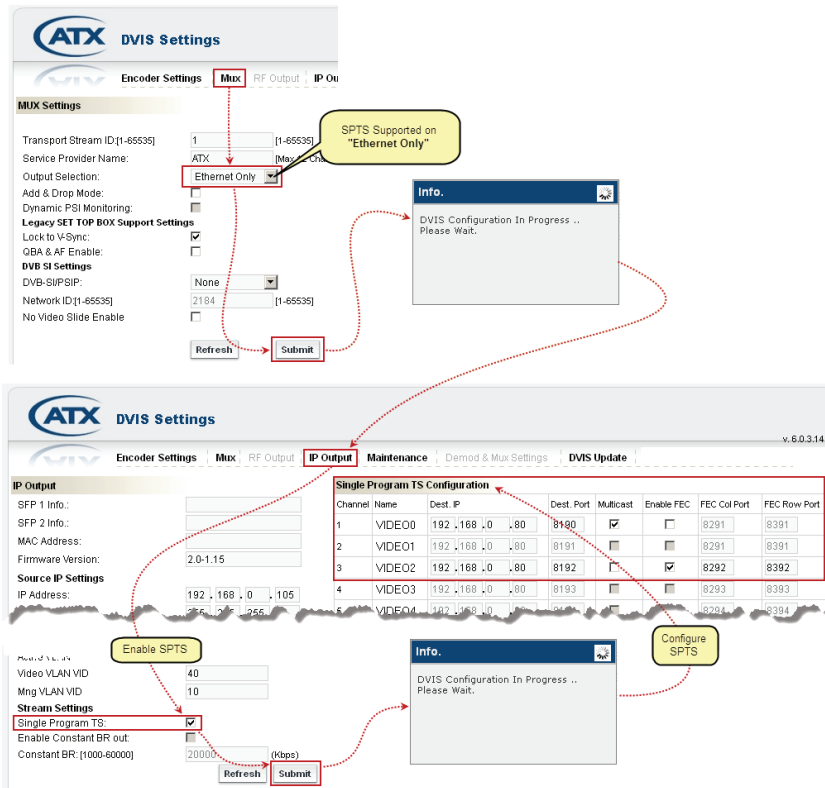 ATX DVIS Settings
Encoder Settings Mux RF Output IP Ou
MUX Settings
Transport Stream ID:[1-65535] 1 [1-65535]
Service Provider Name: ATX [Max
SPTS Supported on
"Ethernet Only"
Output Selection: Ethernet Only
Add & Drop Mode:
Dynamic PSI Monitoring:
Legacy SET TOP BOX Support Settings
Lock to V-Sync:
QBA & AF Enable:
DVB SI Settings
DVB-SI/PSIP: None
Network ID:[1-65535] 2184 [1-65535]
No Video Slide Enable
Refresh Submit
Info.
DVIS Configuration In Progress ..
Please Wait.
ATX DVIS Settings
v. 6.0.3.14
Encoder Settings Mux RF Output IP Output Maintenance Demod & Mux Settings DVIS Update
IP Output
SFP 1 Info.:
SFP 2 Info.:
MAC Address:
Firmware Version: 2.0-1.15
Source IP Settings
IP Address: 192 . 168 . 0 . 105
Single Program TS Configuration
Channel Name Dest. IP Dest. Port Multicast Enable FEC FEC Col Port FEC Row Port
1 VIDEO0 192 .168 .0 .80 8190 8291 8391
2 VIDEO1 192 .168 .0 .80 8191 8291 8391
3 VIDEO2 192 .168 .0 .80 8192 8292 8392
4 VIDEO3 192 .168 .0 .80 8193 8293 8393
VIDEO4 192 .168 .0 .80 8294 8394
Enable SPTS
Configure
SPTS
Video VLAN VID 40
Mng VLAN VID 10
Stream Settings
Single Program TS:
Enable Constant BR out:
Constant BR: [1000-60000] 20000 (Kbps)
Refresh Submit
Info.
DVIS Configuration In Progress ..
Please Wait.